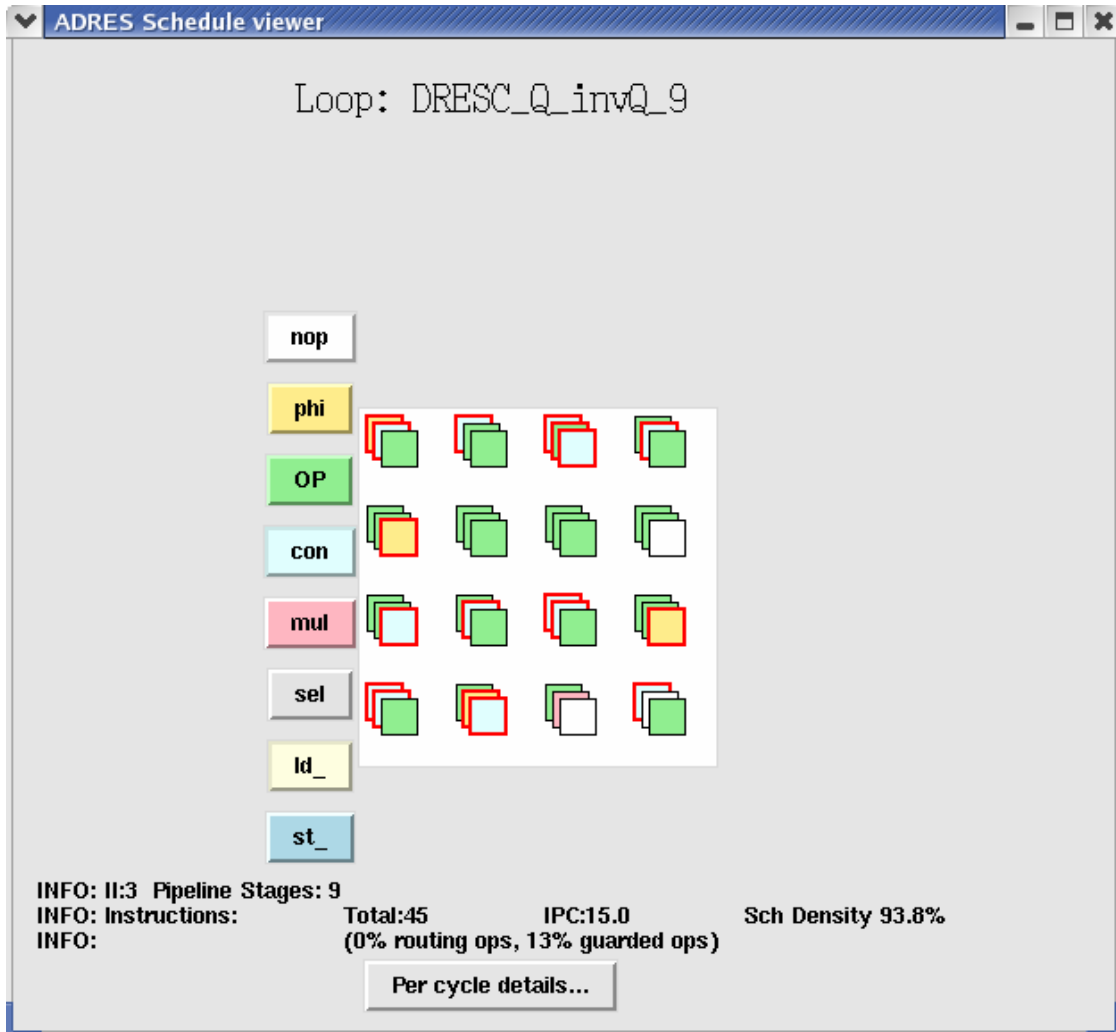 ADRES Schedule viewer
Loop: DRESC_Q_invQ_9
nop
phi
OP
con
mul
sel
ld_
st_
INFO: II:3 Pipeline Stages: 9
INFO: Instructions: Total:45 IPC:15.0 Sch Density 93.8%
INFO: (0% routing ops, 13% guarded ops)
Per cycle details...